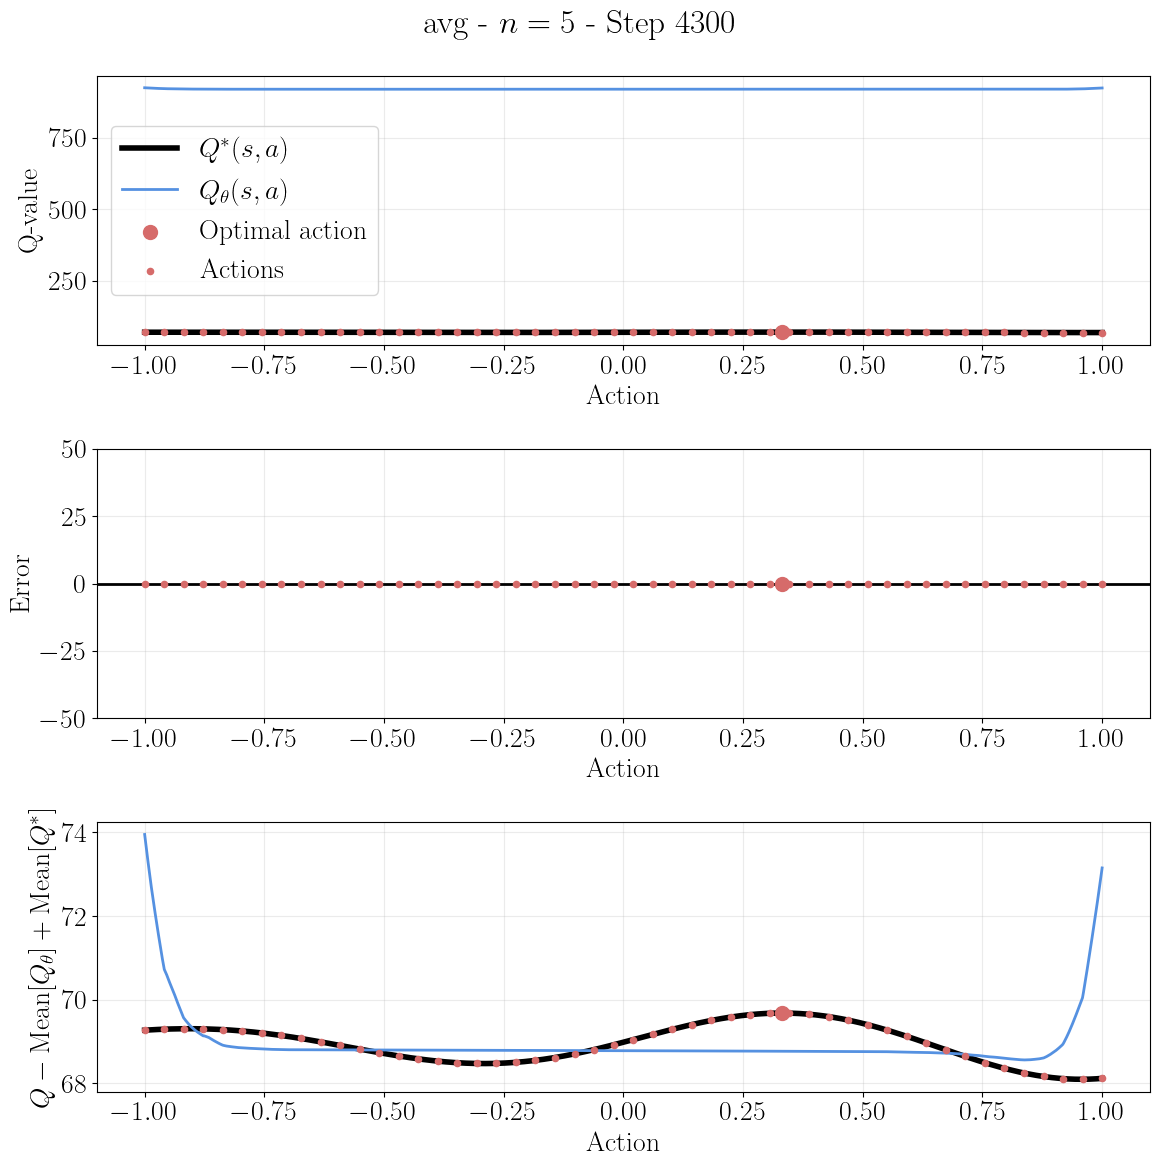 avg - n = 5 - Step 4300
Q-value
750
500
250
Q*(s, a)
Qθ(s, a)
Optimal action
Actions
−1.00 −0.75 −0.50 −0.25 0.00 0.25 0.50 0.75 1.00
Action
Error
50
25
0
−25
−50
−1.00 −0.75 −0.50 −0.25 0.00 0.25 0.50 0.75 1.00
Action
Q − Mean[Qθ] + Mean[Q*]
74
72
70
68
−1.00 −0.75 −0.50 −0.25 0.00 0.25 0.50 0.75 1.00
Action